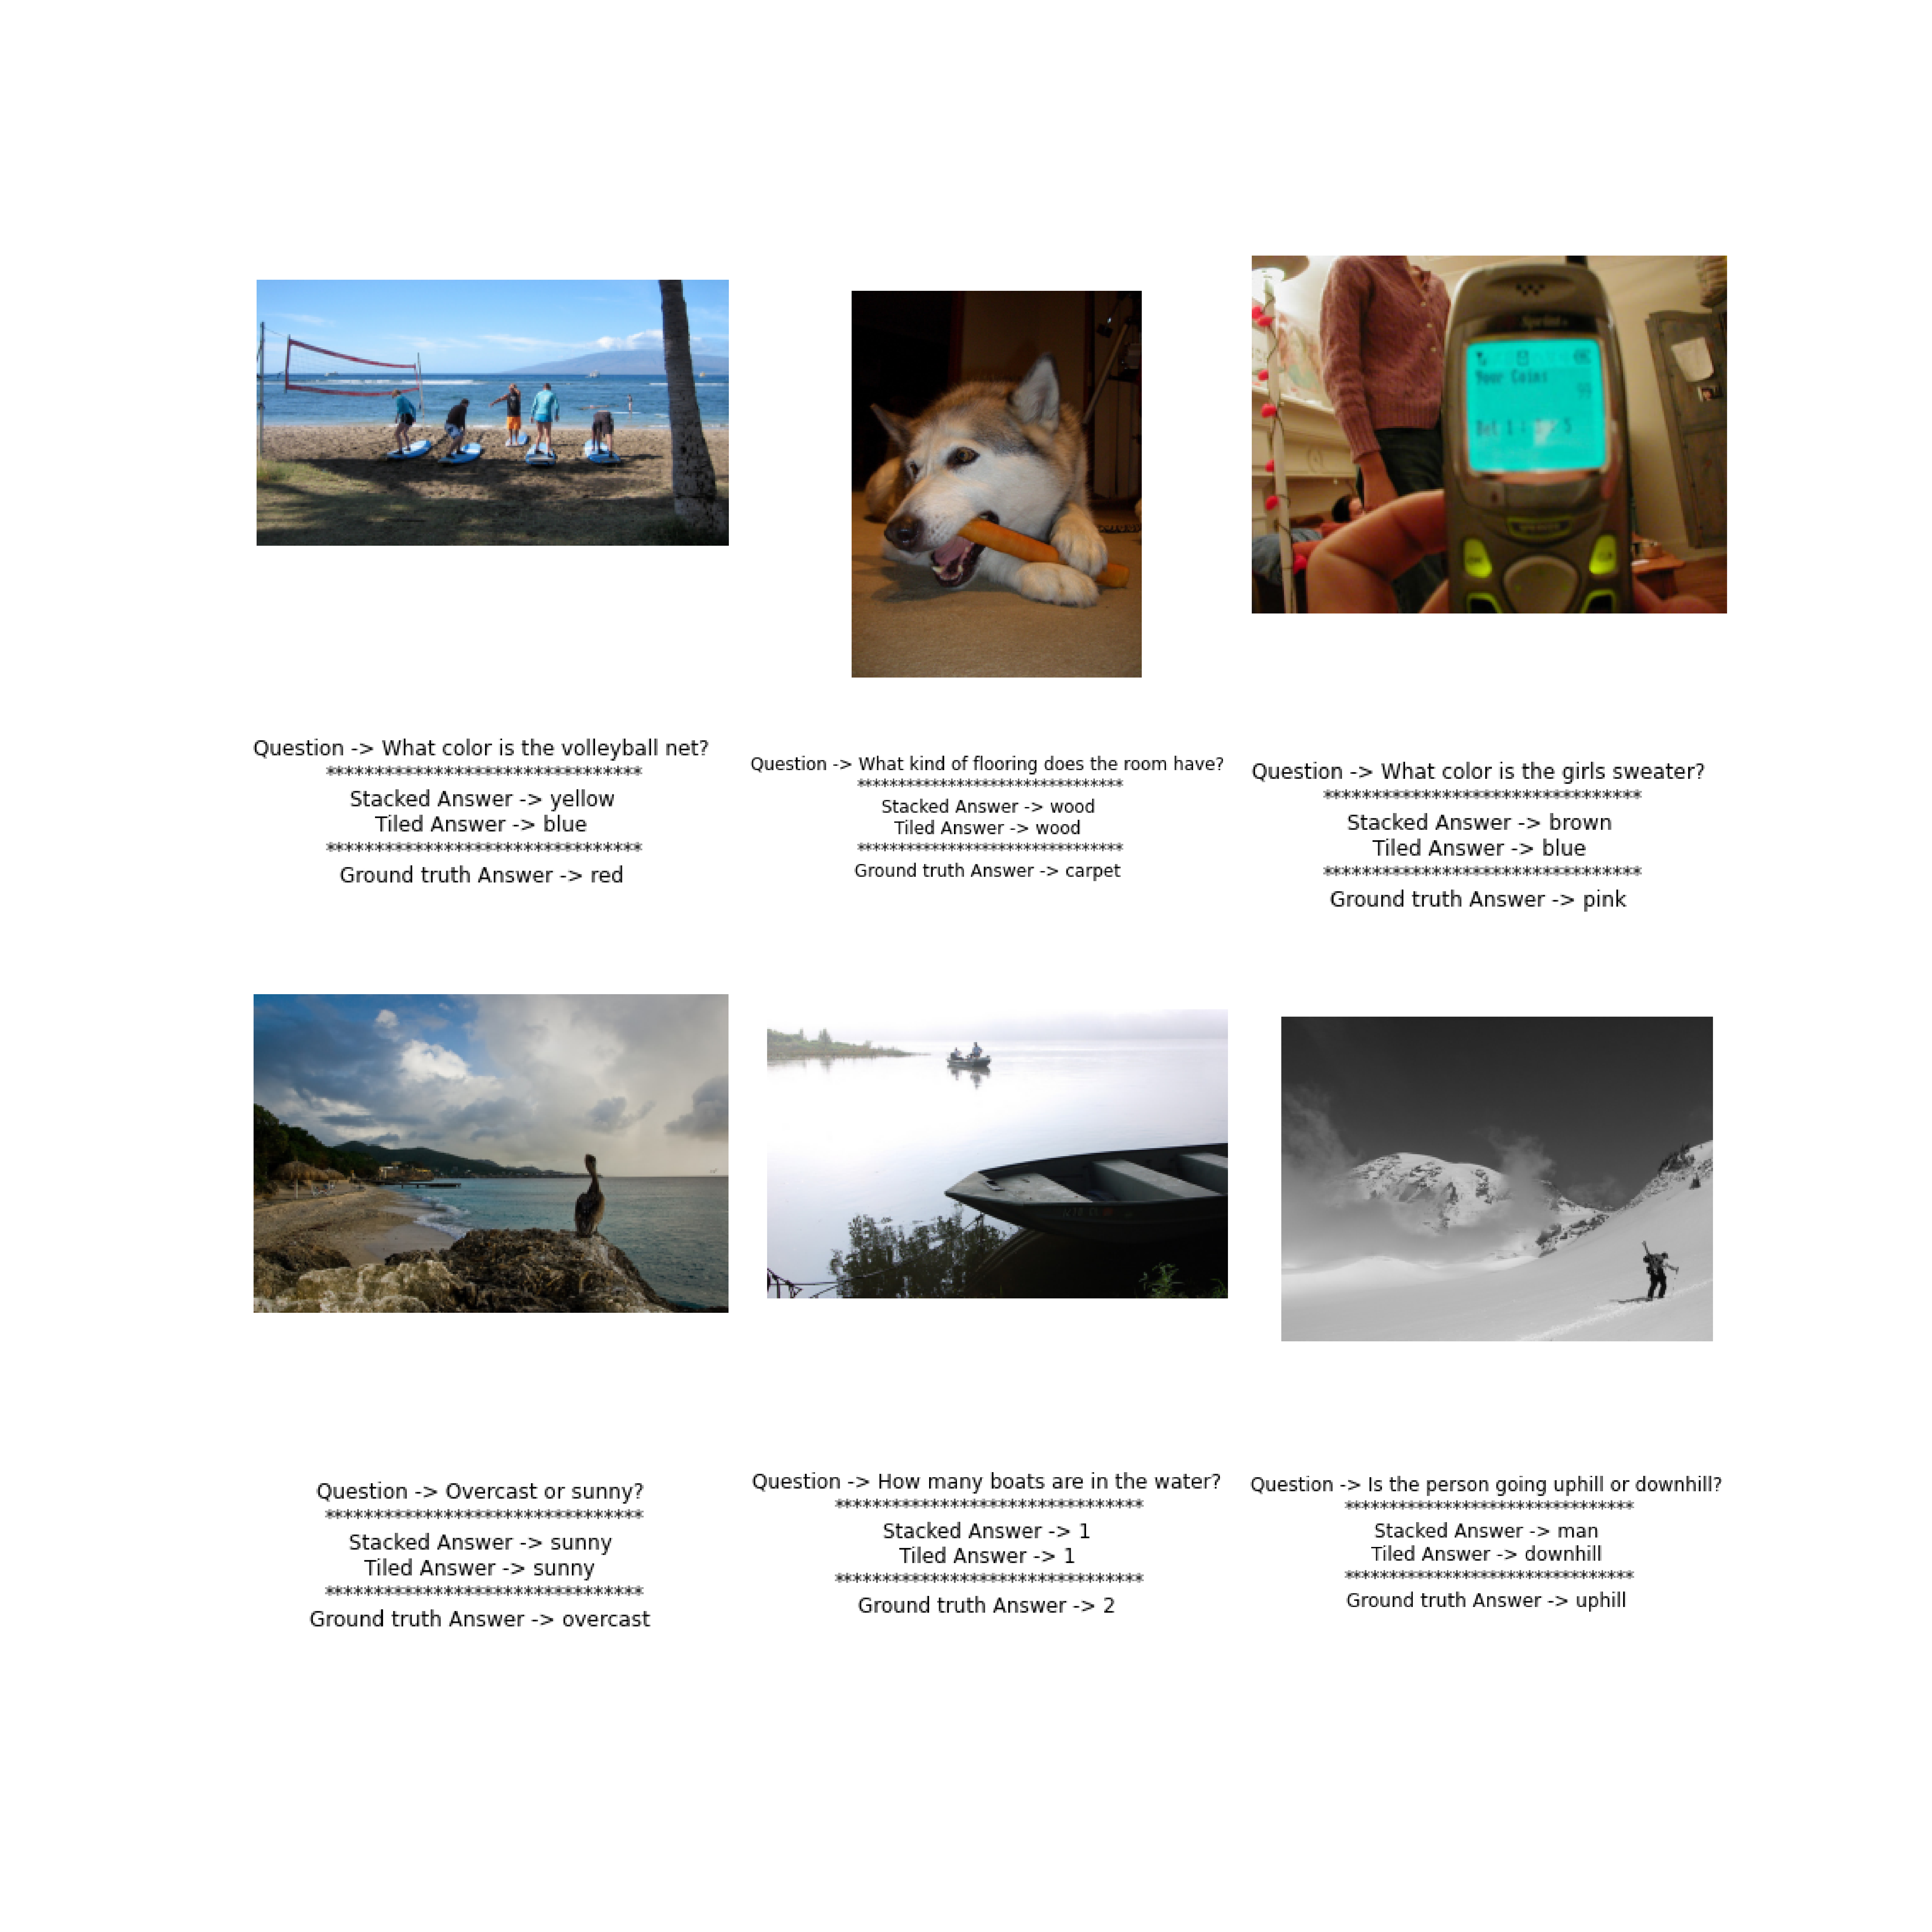 Sprint
Your Coins
99
Bet 1
5
Question -> What color is the volleyball net?
*********************************
Stacked Answer -> yellow
Tiled Answer -> blue
*********************************
Ground truth Answer -> red
Question -> What kind of flooring does the room have?
*********************************
Stacked Answer -> wood
Tiled Answer -> wood
*********************************
Ground truth Answer -> carpet
Question -> What color is the girls sweater?
*********************************
Stacked Answer -> brown
Tiled Answer -> blue
*********************************
Ground truth Answer -> pink
Question -> Overcast or sunny?
*********************************
Stacked Answer -> sunny
Tiled Answer -> sunny
*********************************
Ground truth Answer -> overcast
Question -> How many boats are in the water?
*********************************
Stacked Answer -> 1
Tiled Answer -> 1
*********************************
Ground truth Answer -> 2
Question -> Is the person going uphill or downhill?
*********************************
Stacked Answer -> man
Tiled Answer -> downhill
*********************************
Ground truth Answer -> uphill